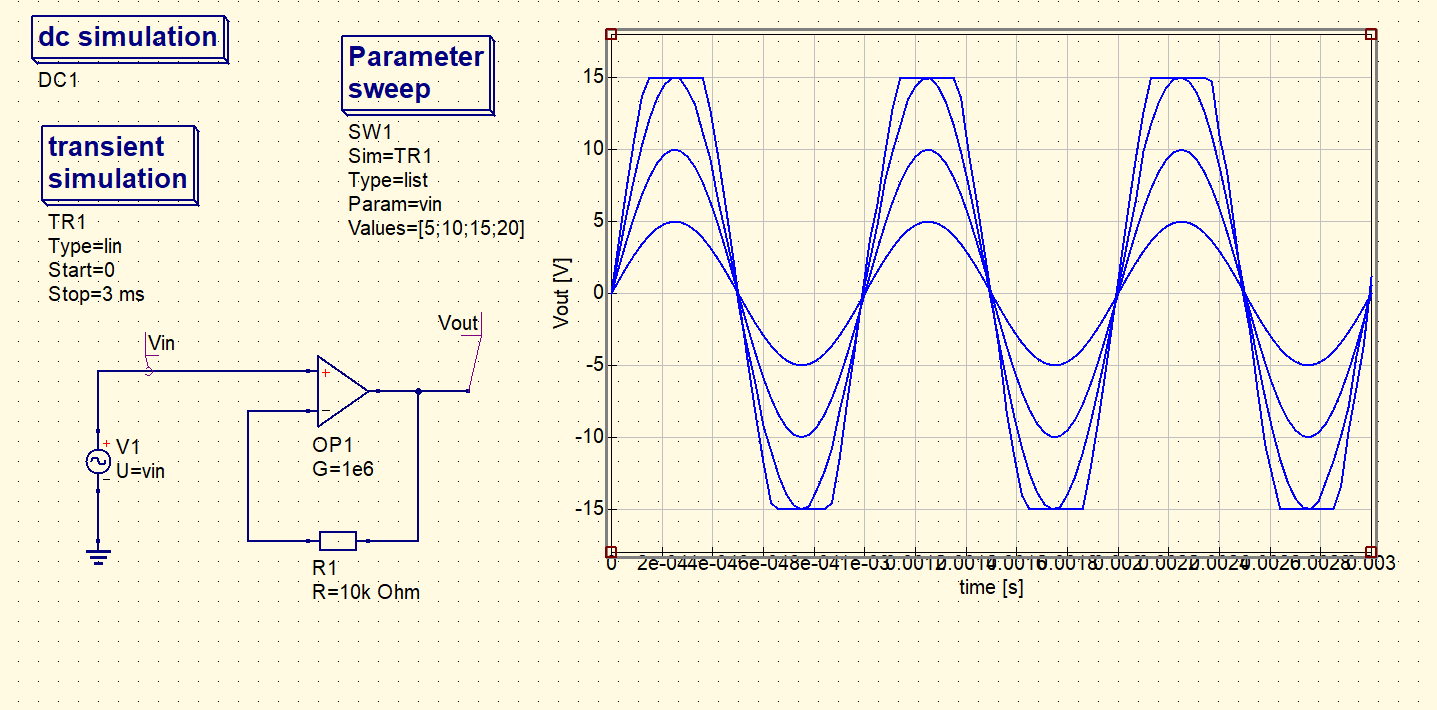 dc simulation
DC1
transient
simulation
TR1
Type=lin
Start=0
Stop=3 ms
Parameter
sweep
SW1
Sim=TR1
Type=list
Param=vin
Values=[5;10;15;20]
Vin
Vout
+
−
+
−
V1
U=vin
OP1
G=1e6
R1
R=10k Ohm
15
10
5
0
-5
-10
-15
Vout [V]
0 2e-04 4e-04 6e-04 8e-04 1e-03 0.0012 0.0014 0.0016 0.0018 0.002 0.0022 0.0024 0.0026 0.0028 0.003
time [s]